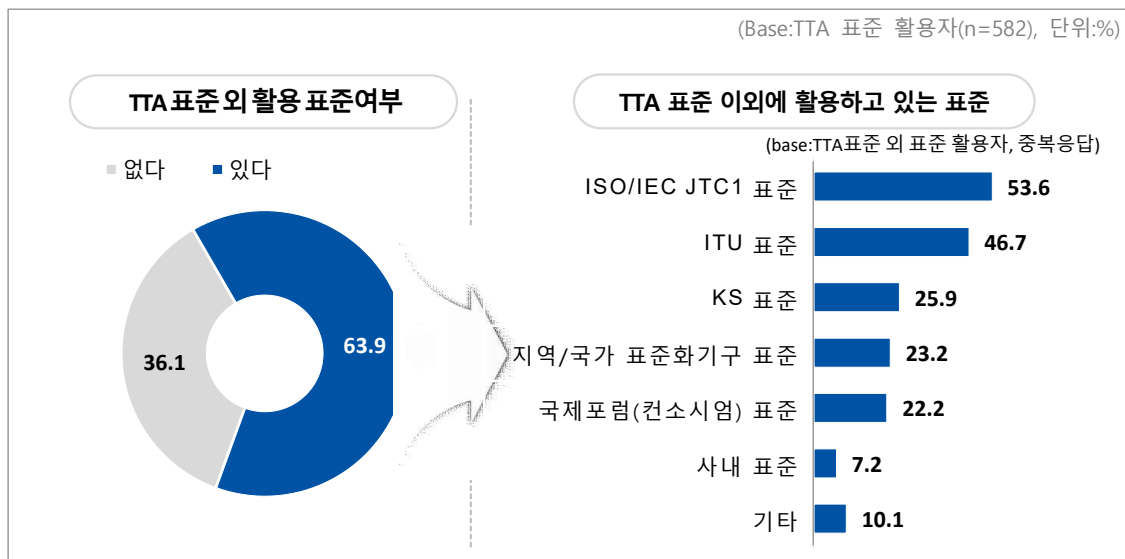 (Base:TTA 표준 활용자(n=582), 단위:%)
TTA 표준 외 활용 표준여부
없다 있다
36.1
63.9
TTA 표준 이외에 활용하고 있는 표준
(base:TTA표준 외 표준 활용자, 중복응답)
ISO/IEC JTC1 표준 53.6
ITU 표준 46.7
KS 표준 25.9
지역/국가 표준화기구 표준 23.2
국제포럼(컨소시엄) 표준 22.2
사내 표준 7.2
기타 10.1